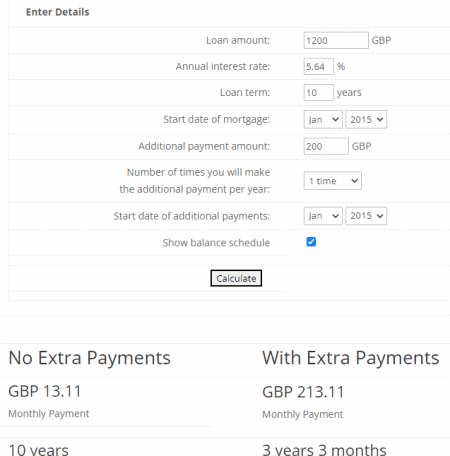 Enter Details
Loan amount: 1200 GBP
Annual interest rate: 5.64 %
Loan term: 10 years
Start date of mortgage: Jan 2015
Additional payment amount: 200 GBP
Number of times you will make
the additional payment per year: 1 time
Start date of additional payments: Jan 2015
Show balance schedule
Calculate
No Extra Payments With Extra Payments
GBP 13.11 GBP 213.11
Monthly Payment Monthly Payment
10 years 3 years 3 months